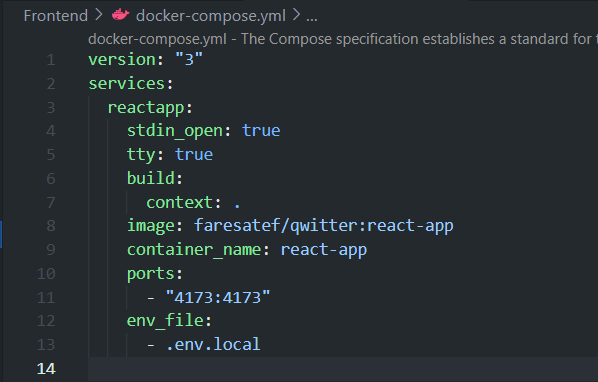 Frontend > docker-compose.yml > ...
docker-compose.yml - The Compose specification establishes a standard for
1 version: "3"
2 services:
3   reactapp:
4     stdin_open: true
5     tty: true
6     build:
7       context: .
8     image: faresatef/qwitter:react-app
9     container_name: react-app
10     ports:
11       - "4173:4173"
12     env_file:
13       - .env.local
14